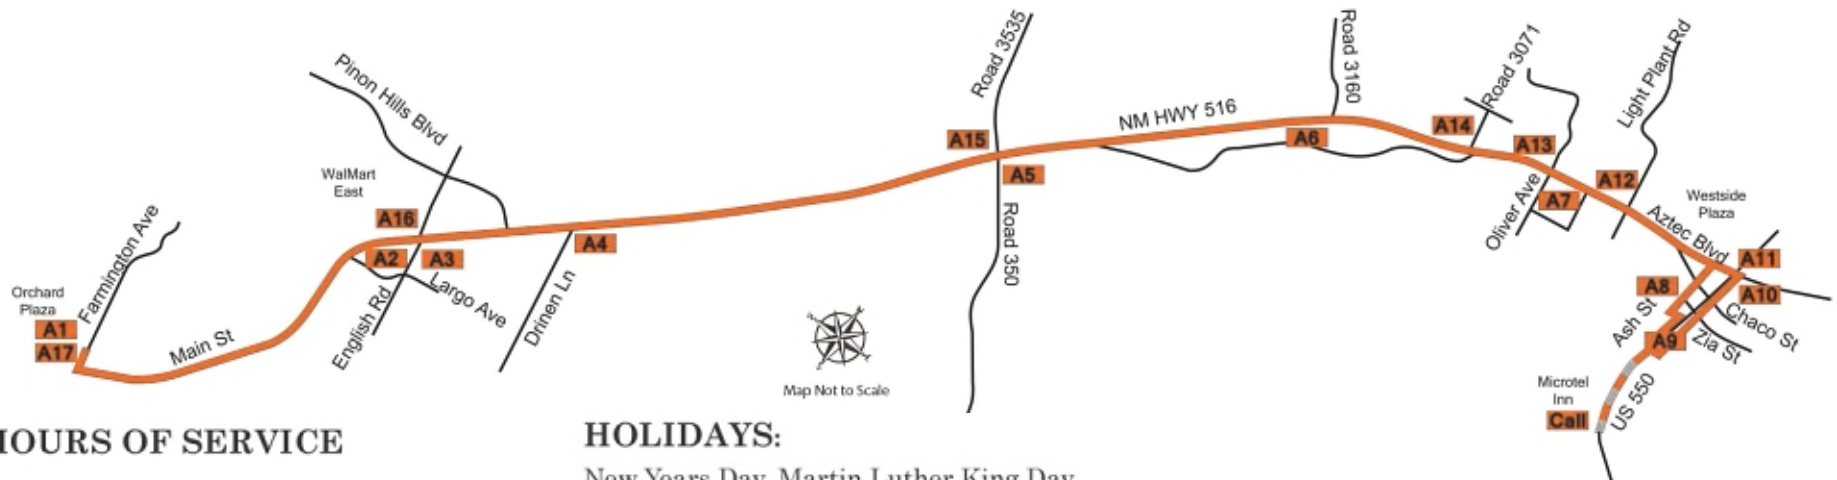 Pinon Hills Blvd
WalMart
East
A16
A2
A3
A4
Farmington Ave
Orchard
Plaza
A1
A17
Main St
English Rd
Largo Ave
Drinen Ln
Map Not to Scale
Road 3535
A15
A5
Road 350
NM HWY 516
Road 3160
A6
A14
Road 3071
A13
Oliver Ave
A7
Light Plant Rd
A12
Westside
Plaza
Aztec Blvd
A11
A10
A8
Ash St
A9
Chaco St
Zia St
Microtel
Inn
Call
US 550
HOURS OF SERVICE
HOLIDAYS:
New Years Day, Martin Luther King Day